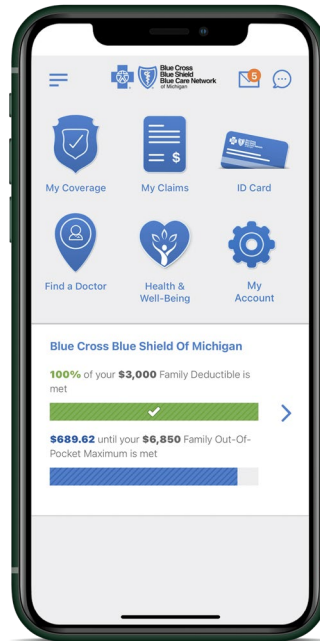 Blue Cross
Blue Shield
Blue Care Network
of Michigan
5
$
My Coverage
My Claims
ID Card
Find a Doctor
Health &
Well-Being
My
Account
Blue Cross Blue Shield Of Michigan
100% of your $3,000 Family Deductible is
met
$689.62 until your $6,850 Family Out-Of-
Pocket Maximum is met